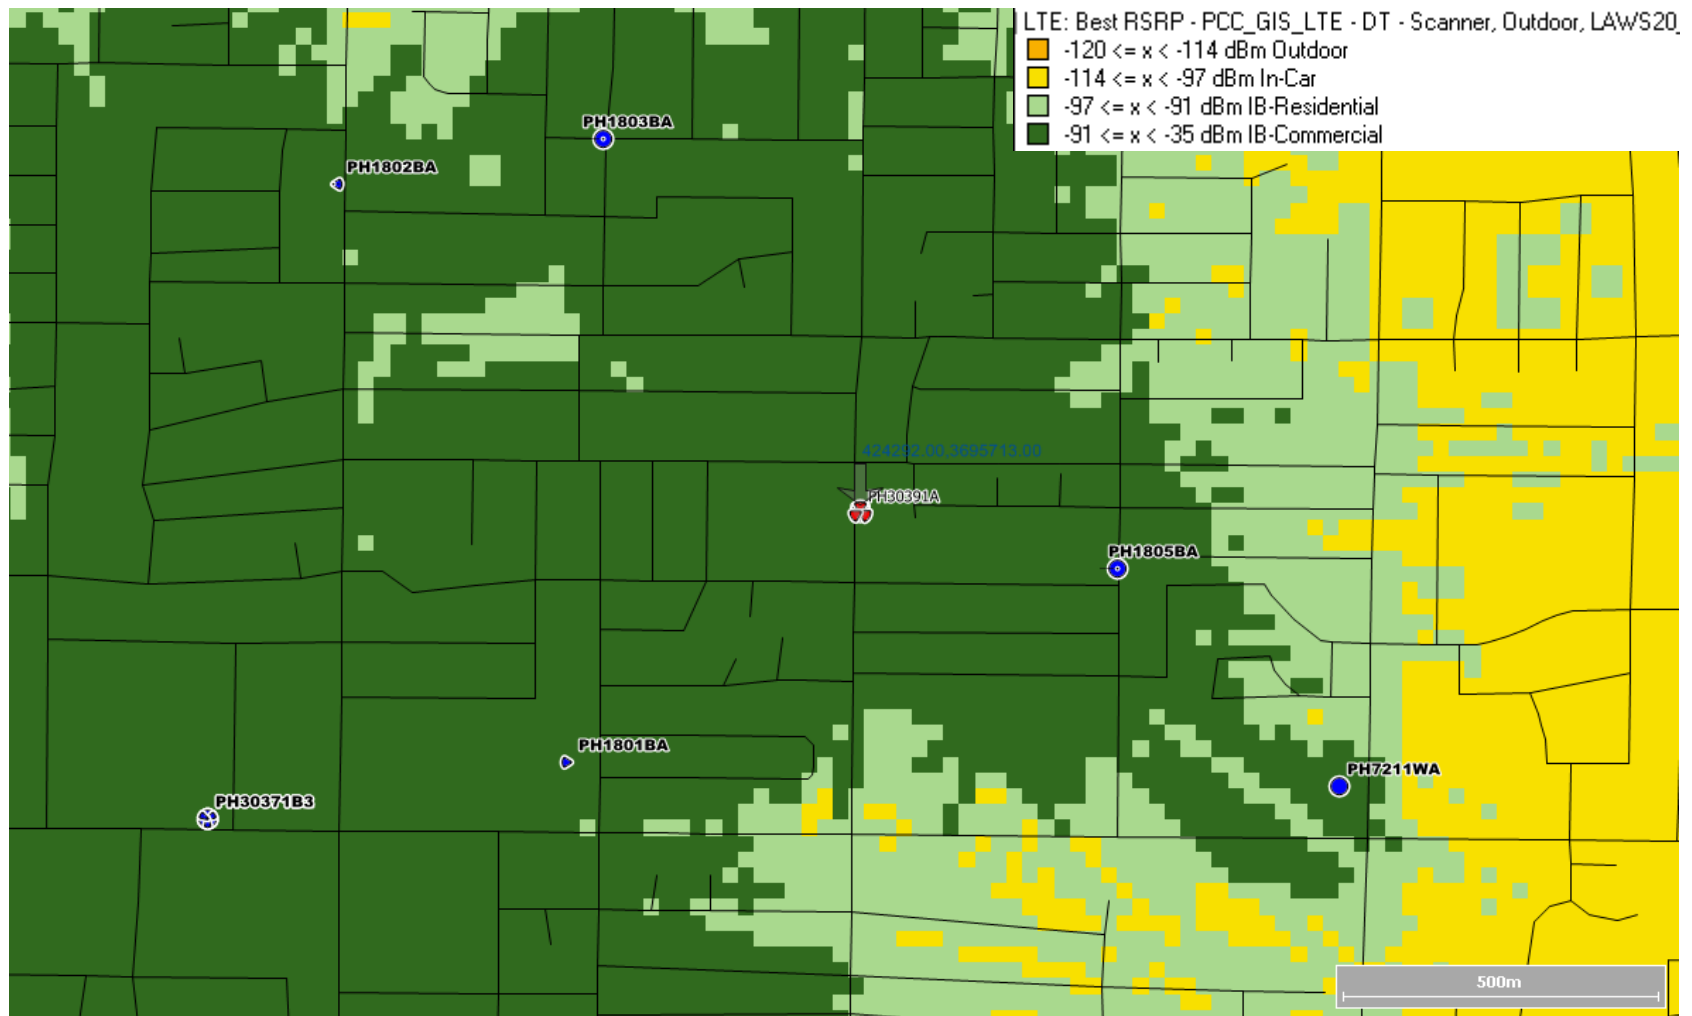 LTE: Best RSRP - PCC_GIS_LTE - DT - Scanner, Outdoor, LAWS20_
-120 <= x < -114 dBm Outdoor
-114 <= x < -97 dBm In-Car
-97 <= x < -91 dBm IB-Residential
-91 <= x < -35 dBm IB-Commercial
PH1803BA
PH1802BA
424292.00,3695713.00
PH30391A
PH1805BA
PH1801BA
PH7211WA
PH30371B3
500m